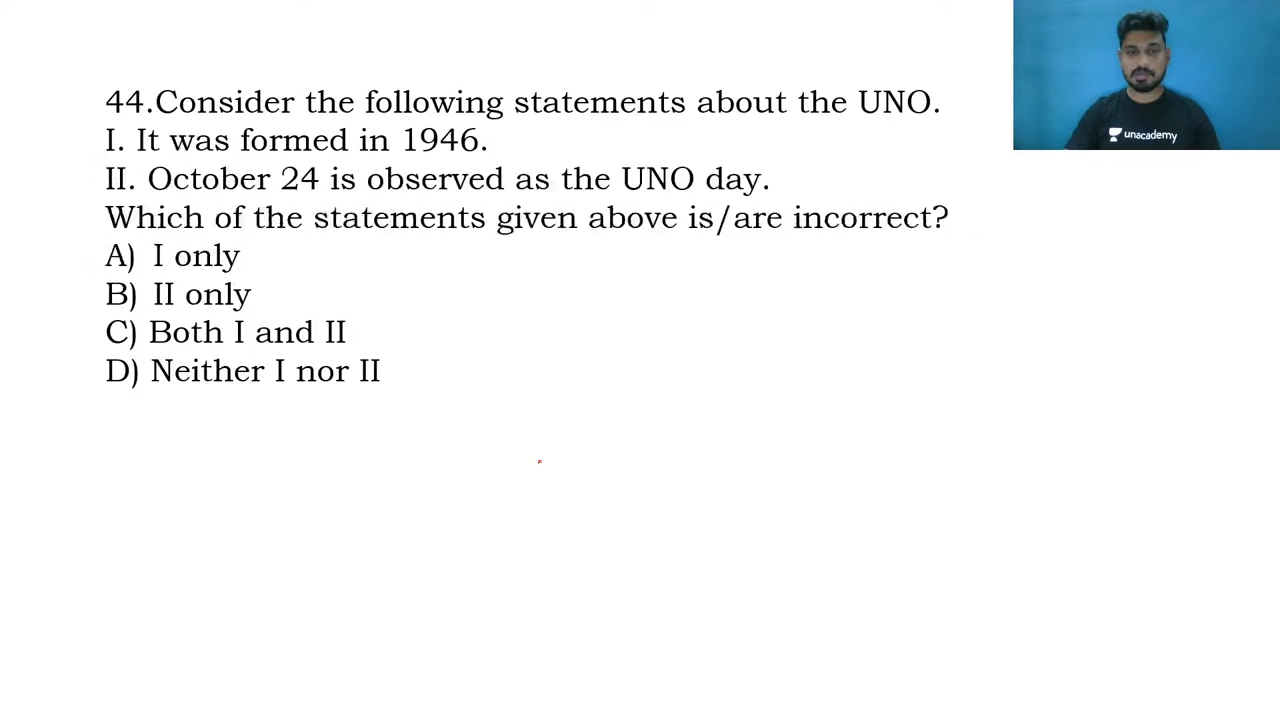 44.Consider the following statements about the UNO.
I. It was formed in 1946.
II. October 24 is observed as the UNO day.
Which of the statements given above is/are incorrect?
A) I only
B) II only
C) Both I and II
D) Neither I nor II
unacademy